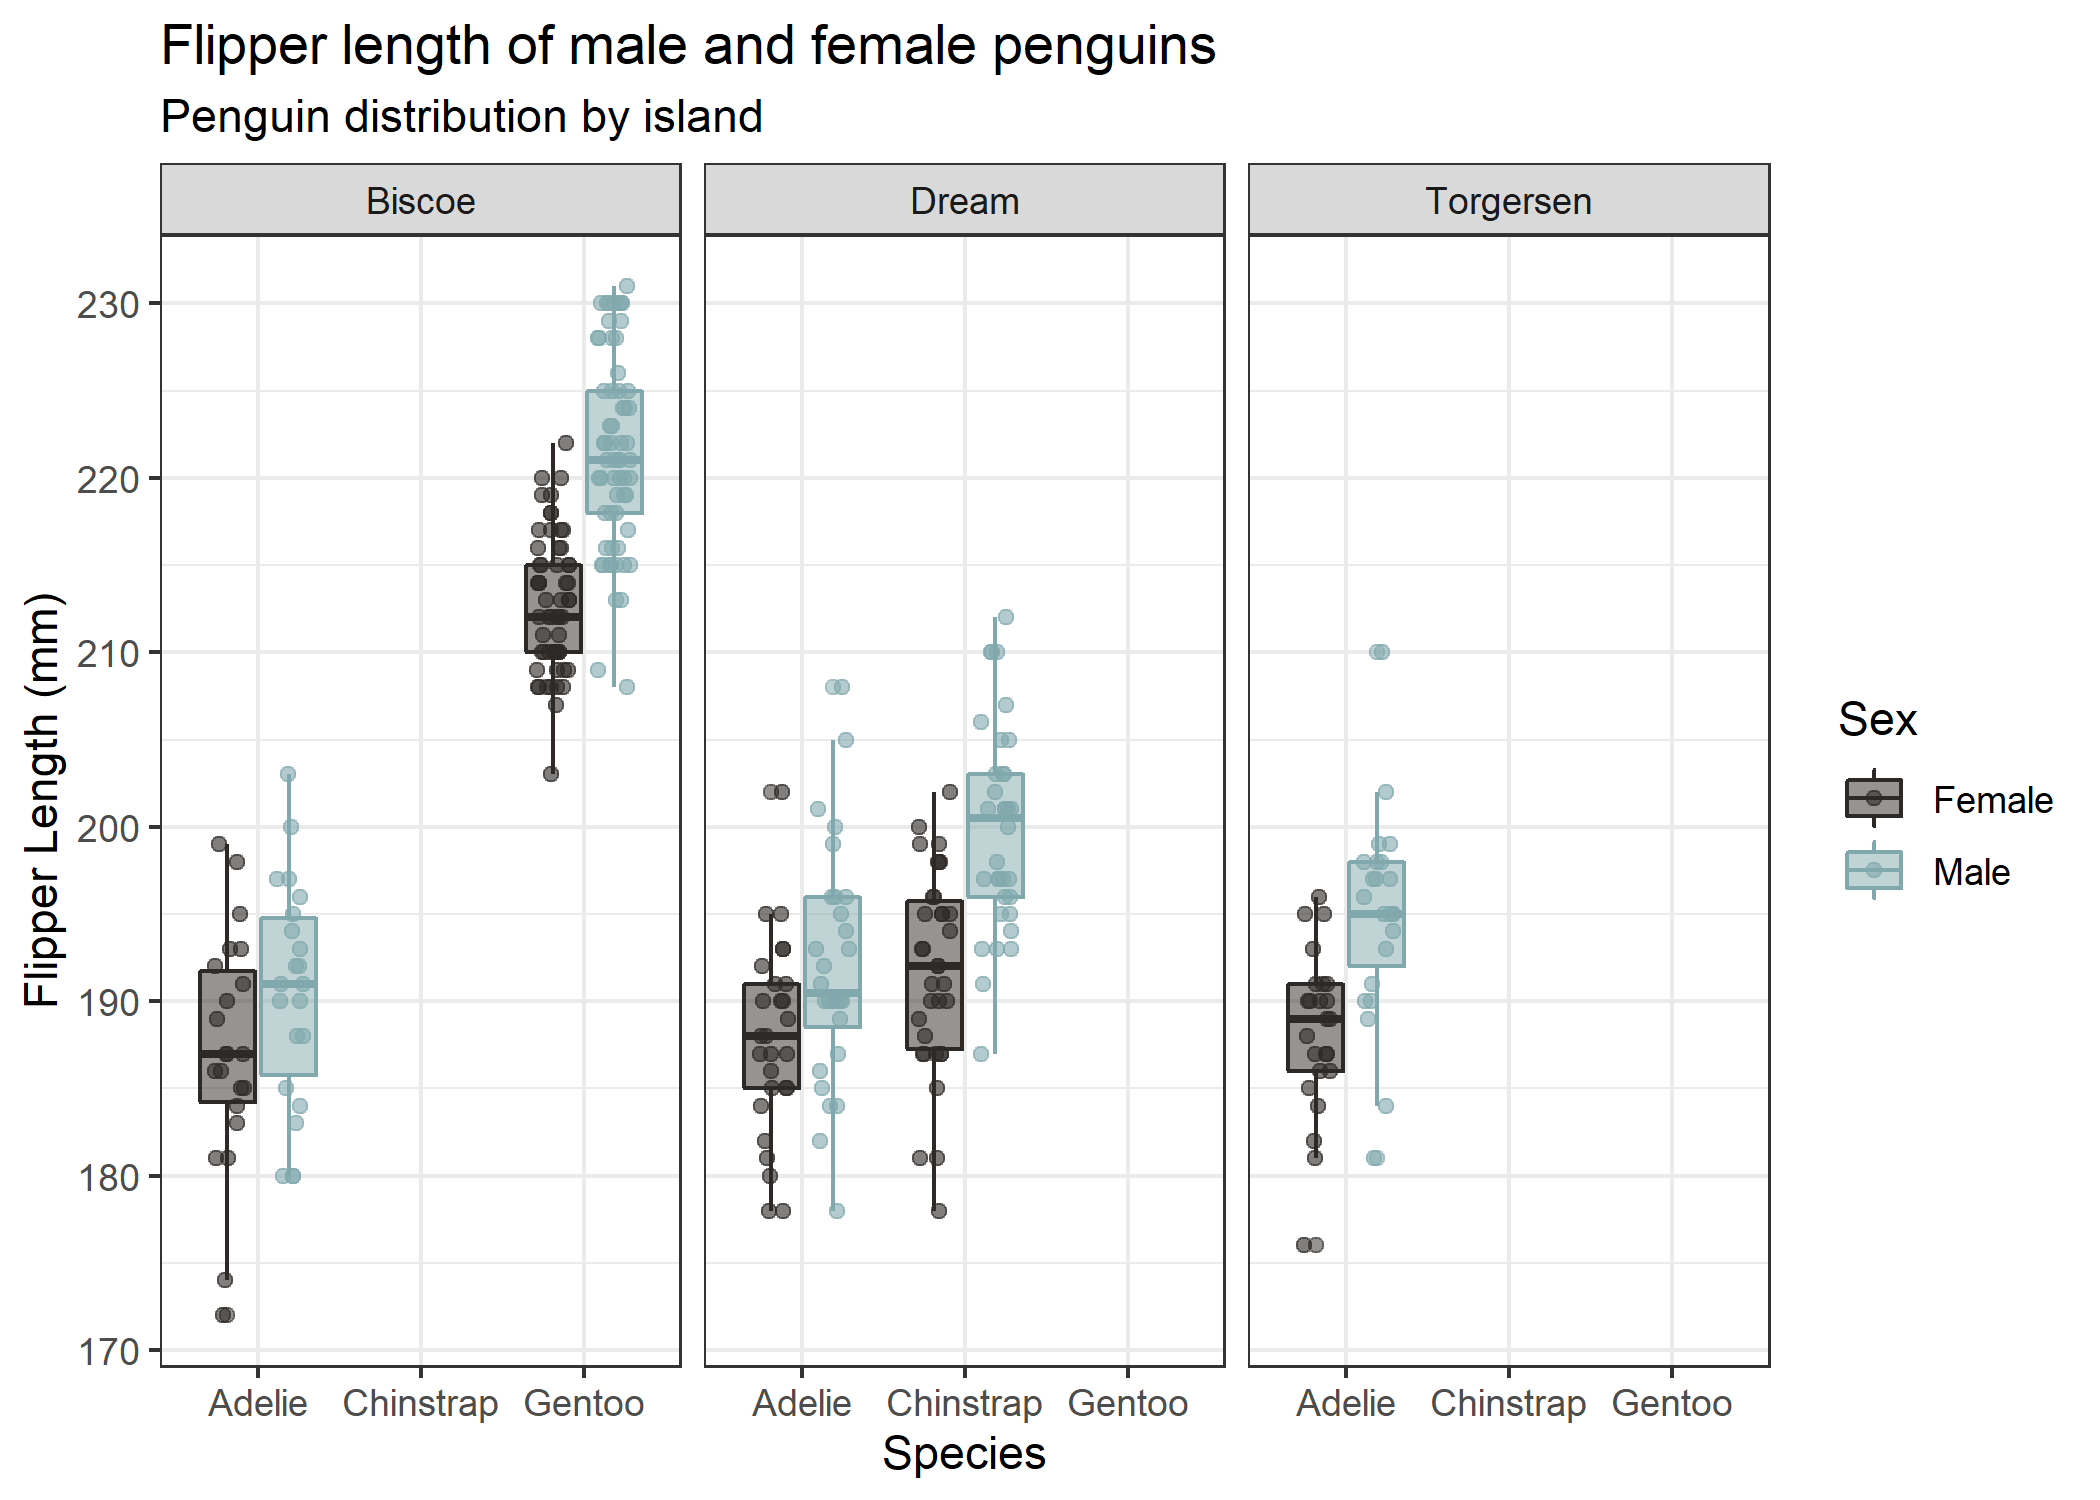 Flipper length of male and female penguins
Penguin distribution by island
Biscoe Dream Torgersen
Flipper Length (mm)
230
220
210
200
190
180
170
Adelie Chinstrap Gentoo Adelie Chinstrap Gentoo Adelie Chinstrap Gentoo
Species
Sex
Female
Male